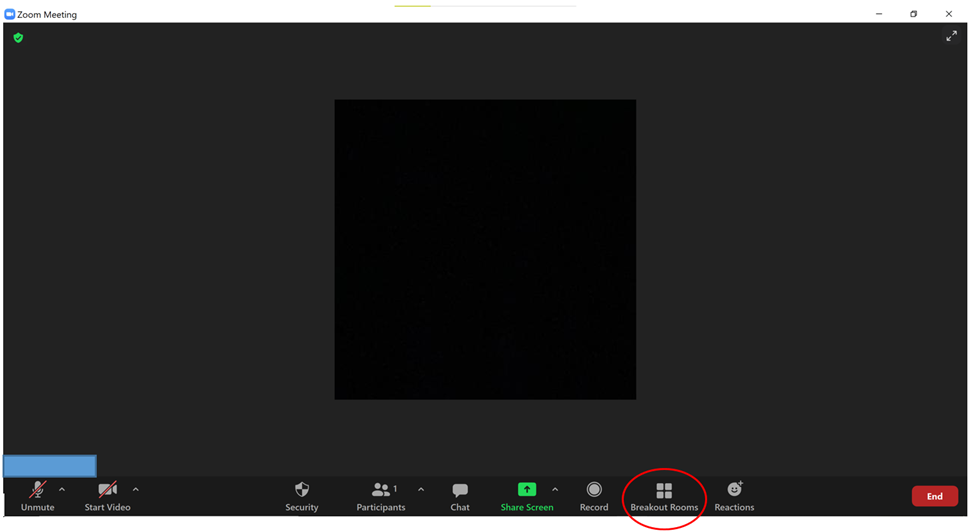 Zoom Meeting
1
Unmute
Start Video
Security
Participants
Chat
Share Screen
Record
Breakout Rooms
Reactions
End